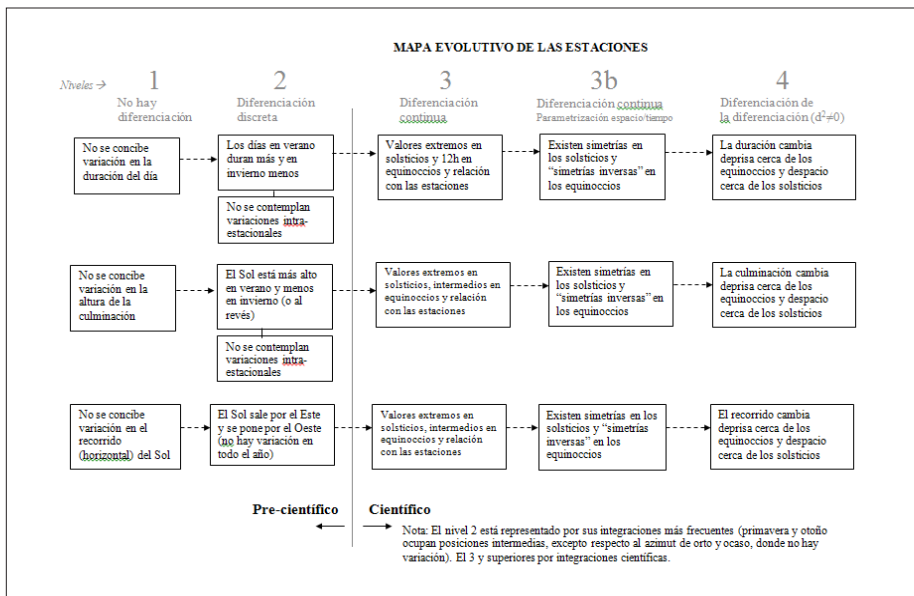 MAPA EVOLUTIVO DE LAS ESTACIONES
Niveles →
1
No hay
diferenciación
2
Diferenciación
discreta
3
Diferenciación
continua
3b
Diferenciación continua
Parametrización espacio/tiempo
4
Diferenciación de
la diferenciación (d²≠0)
No se concibe
variación en la
duración del día
Los días en verano
duran más y en
invierno menos
No se contemplan
variaciones intra-
estacionales
Valores extremos en
solsticios y 12h en
equinoccios y relación
con las estaciones
Existen simetrías en
los solsticios y
“simetrías inversas” en
los equinoccios
La duración cambia
deprisa cerca de los
equinoccios y despacio
cerca de los solsticios
No se concibe
variación en la
altura de la
culminación
El Sol está más alto
en verano y menos
en invierno (o al
revés)
No se contemplan
variaciones intra-
estacionales
Valores extremos en
solsticios, intermedios en
equinoccios y relación
con las estaciones
Existen simetrías en
los solsticios y
“simetrías inversas” en
los equinoccios
La culminación cambia
deprisa cerca de los
equinoccios y despacio
cerca de los solsticios
No se concibe
variación en el
recorrido
(horizontal) del Sol
El Sol sale por el Este
y se pone por el Oeste
(no hay variación en
todo el año)
Valores extremos en
solsticios, intermedios en
equinoccios y relación
con las estaciones
Existen simetrías en los
solsticios y “simetrías
inversas” en los
equinoccios
El recorrido cambia
deprisa cerca de los
equinoccios y despacio
cerca de los solsticios
Pre-científico
Científico
Nota: El nivel 2 está representado por sus integraciones más frecuentes (primavera y otoño
ocupan posiciones intermedias, excepto respecto al azimut de orto y ocaso, donde no hay
variación). El 3 y superiores por integraciones científicas.